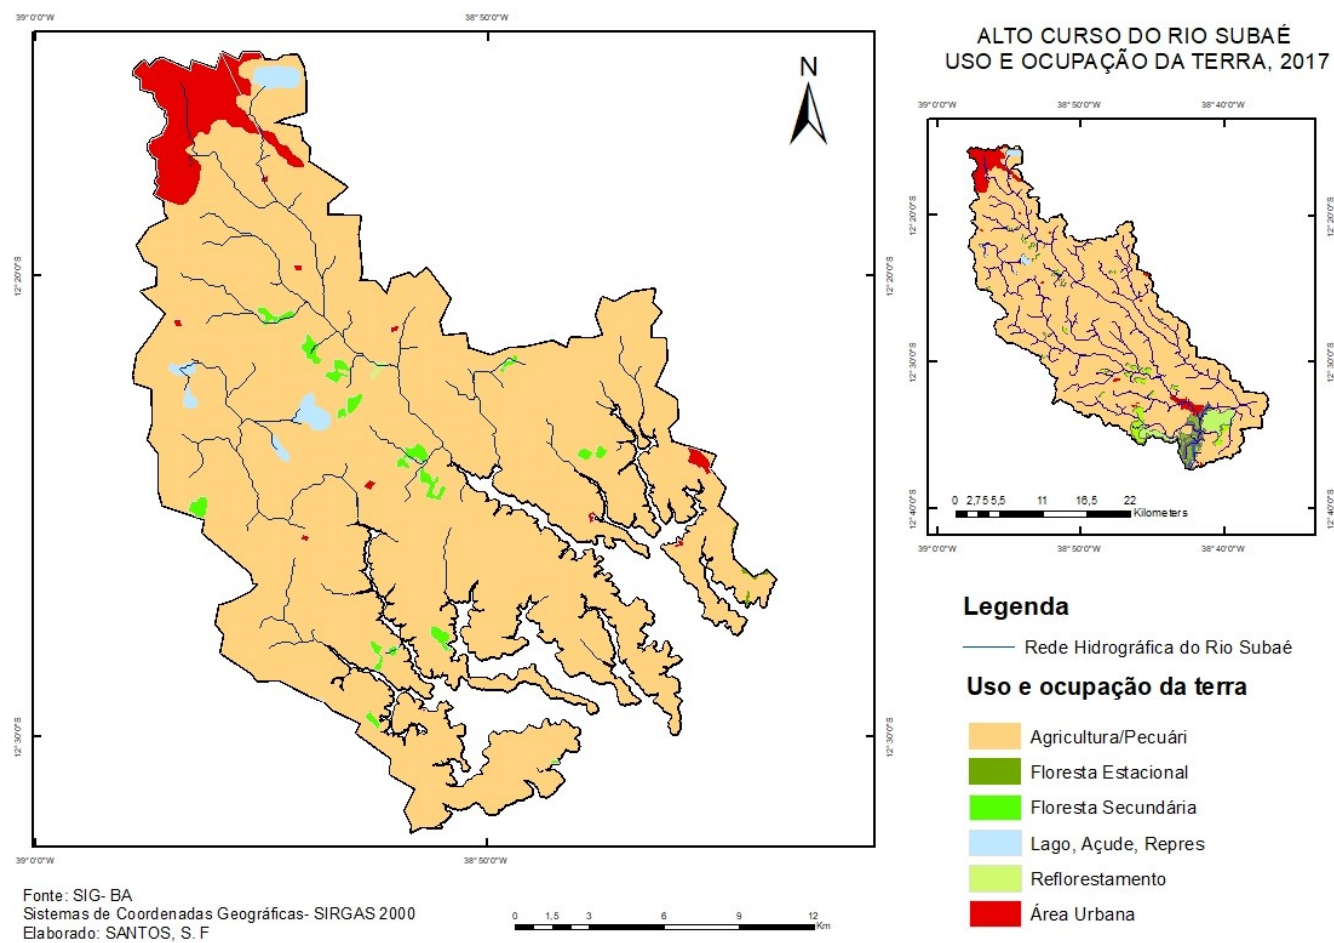 ALTO CURSO DO RIO SUBAÉ
USO E OCUPAÇÃO DA TERRA, 2017
39°0'0"W
38°50'0"W
N
12°20'0"S
12°20'0"S
12°30'0"S
12°30'0"S
39°0'0"W
38°50'0"W
39°0'0"W
38°50'0"W
38°40'0"W
12°20'0"S
12°20'0"S
12°30'0"S
12°30'0"S
12°40'0"S
12°40'0"S
0 2,75 5,5 11 16,5 22
Kilometers
39°0'0"W
38°50'0"W
38°40'0"W
Legenda
Rede Hidrográfica do Rio Subaé
Uso e ocupação da terra
Agricultura/Pecuári
Floresta Estacional
Floresta Secundária
Lago, Açude, Repres
Reflorestamento
Área Urbana
Fonte: SIG- BA
Sistemas de Coordenadas Geográficas- SIRGAS 2000
Elaborado: SANTOS, S. F
0 1,5 3 6 9 12
Km